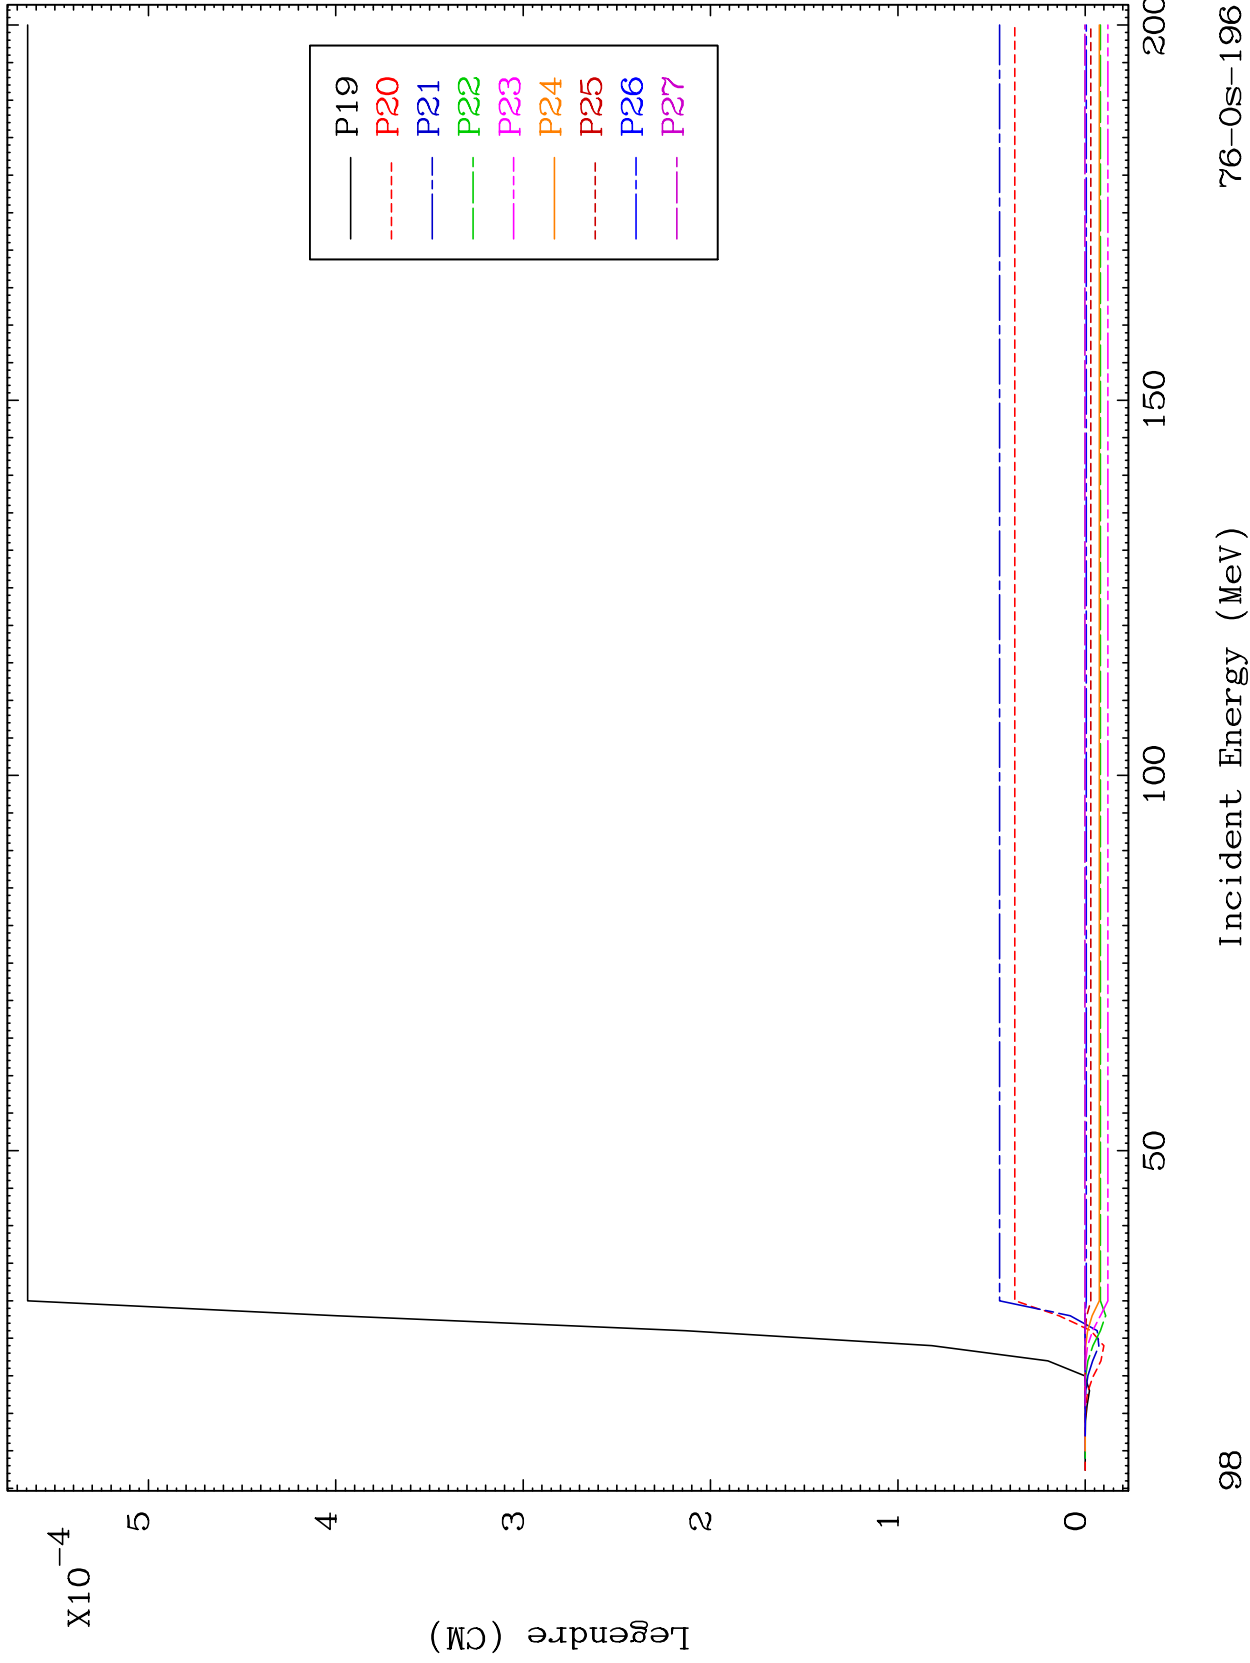 X10-4
5
4
3
2
1
0
Legendre (CM)
P19
P20
P21
P22
P23
P24
P25
P26
P27
50
100
150
200
Incident Energy (MeV)
98
76-Os-196